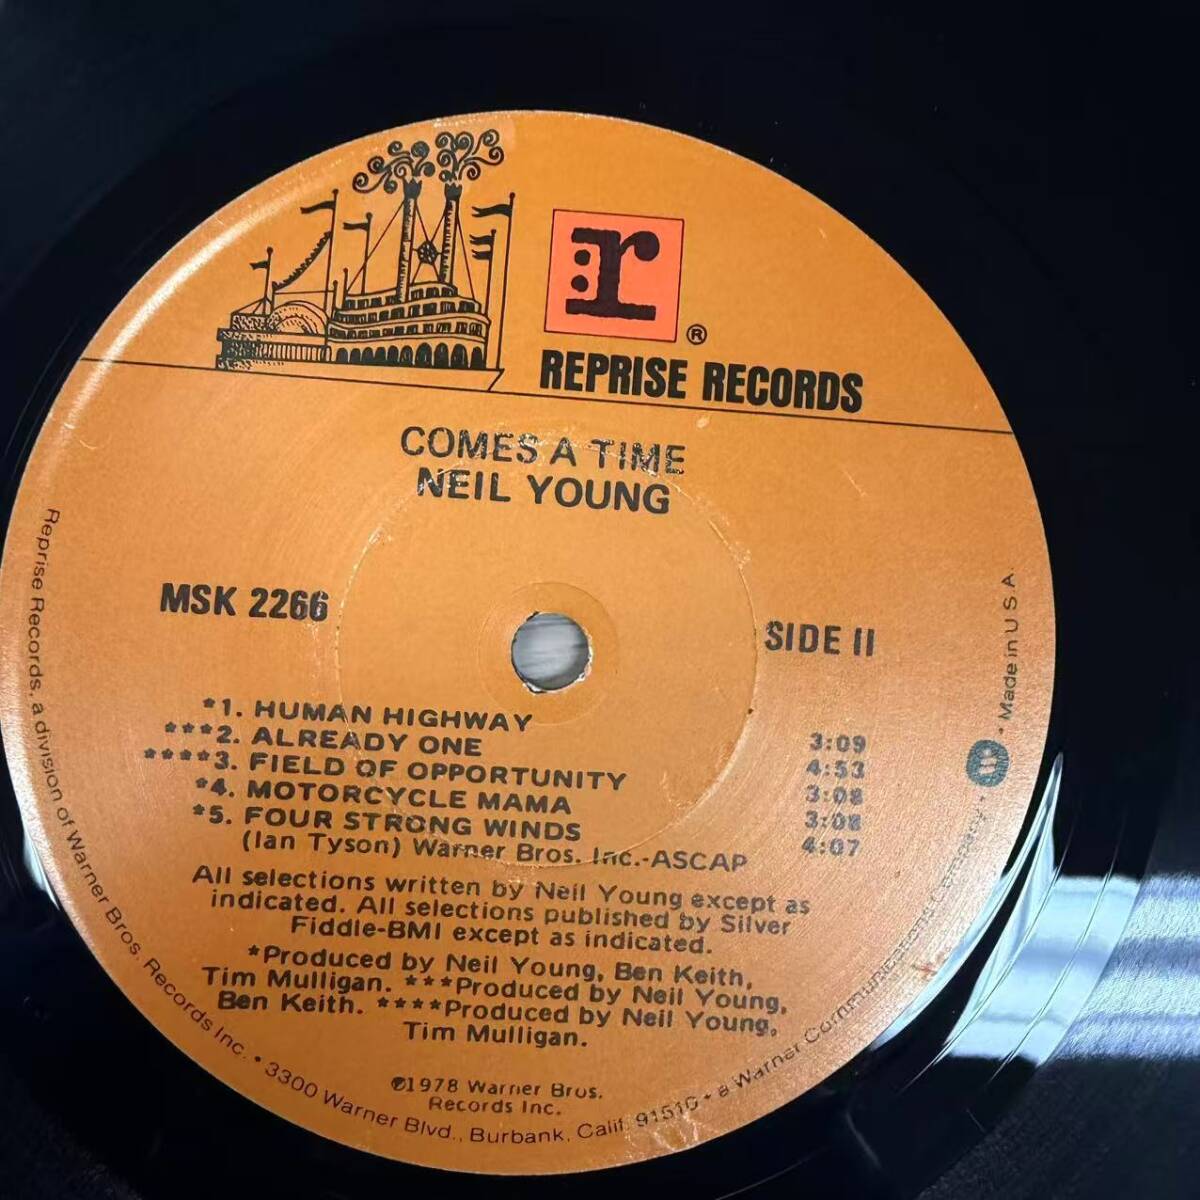 r
®
REPRISE RECORDS
COMES A TIME
NEIL YOUNG
MSK 2266
SIDE II
*1. HUMAN HIGHWAY 3:09
***2. ALREADY ONE 4:53
****3. FIELD OF OPPORTUNITY 3:08
*4. MOTORCYCLE MAMA 3:08
*5. FOUR STRONG WINDS 4:07
(Ian Tyson) Warner Bros. Inc.-ASCAP
All selections written by Neil Young except as
indicated. All selections published by Silver
Fiddle-BMI except as indicated.
*Produced by Neil Young, Ben Keith,
Tim Mulligan. ***Produced by Neil Young,
Ben Keith. ****Produced by Neil Young,
Tim Mulligan.
℗1978 Warner Bros.
Records Inc.
Reprise Records, a division of Warner Bros. Records Inc. • 3300 Warner Blvd., Burbank, Calif. 91510 • a Warner Communications Company • W • Made in U.S.A.